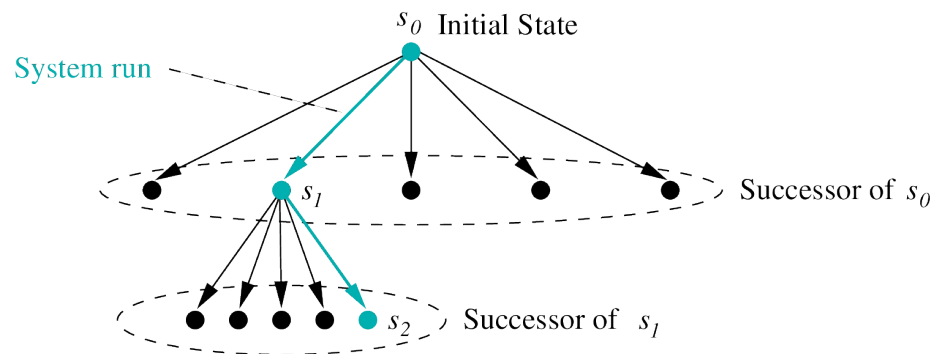 s0 Initial State
System run
s1
Successor of s0
s2
Successor of s1